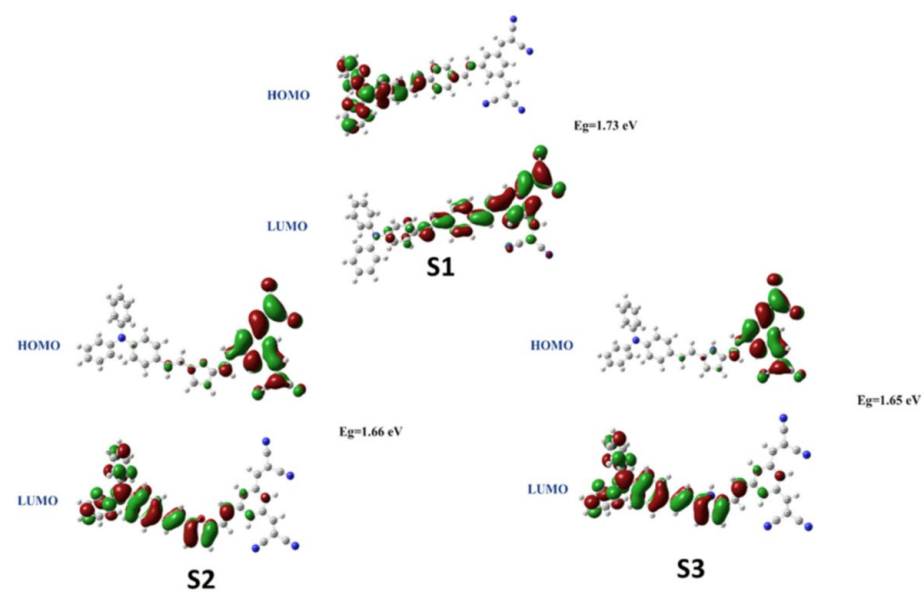 HOMO
Eg=1.73 eV
LUMO
S1
HOMO
Eg=1.66 eV
LUMO
S2
HOMO
Eg=1.65 eV
LUMO
S3